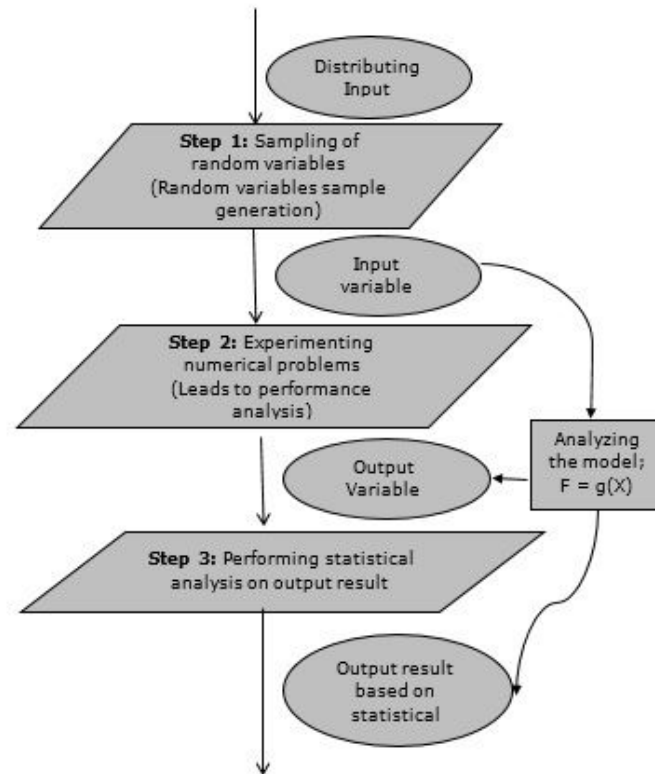 Distributing
Input
Step 1: Sampling of
random variables
(Random variables sample
generation)
Input
variable
Step 2: Experimenting
numerical problems
(Leads to performance
analysis)
Analyzing
the model;
F = g(X)
Output
Variable
Step 3: Performing statistical
analysis on output result
Output result
based on
statistical